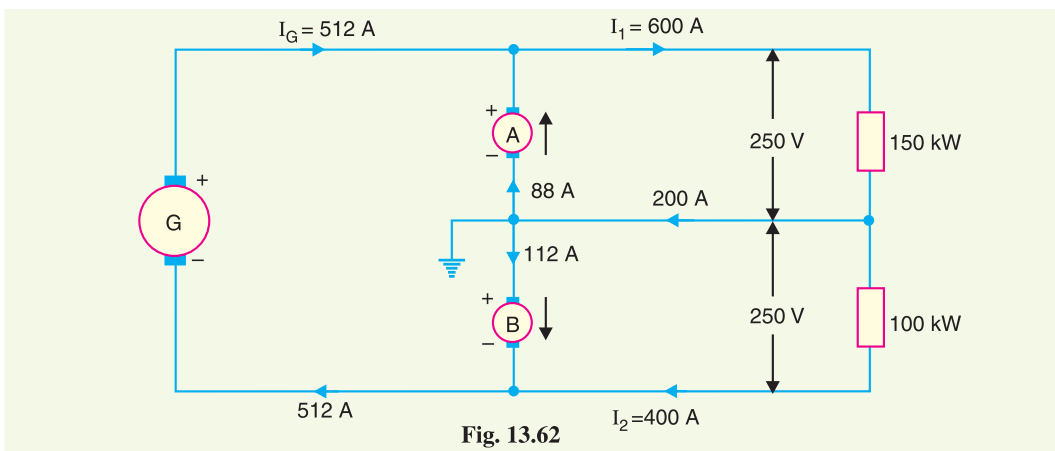 I_G = 512 A
I_1 = 600 A
+
A
250 V
150 kW
−
88 A
200 A
+
G
−
112 A
+
B
250 V
100 kW
−
512 A
I_2 =400 A
Fig. 13.62